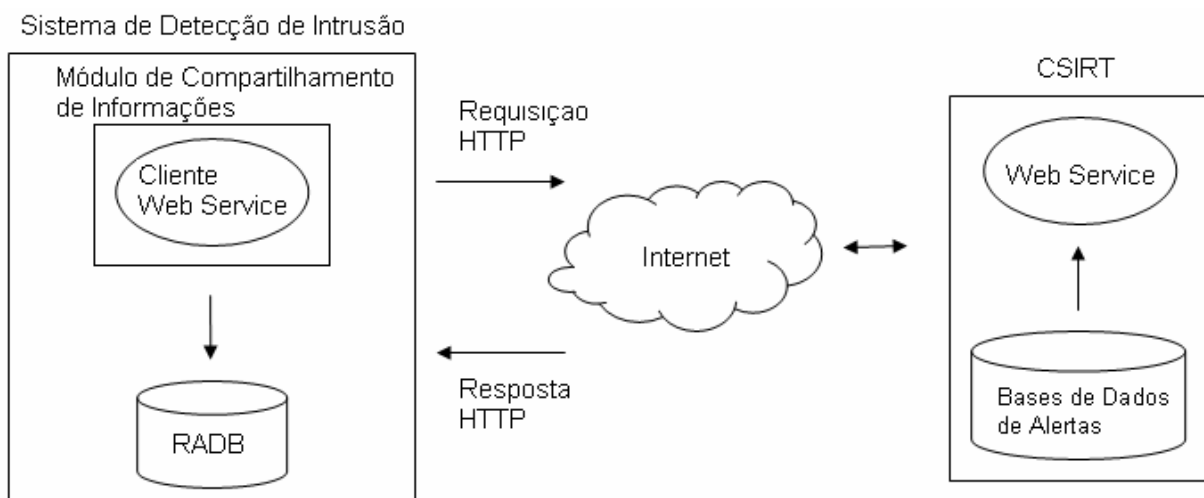 Sistema de Detecção de Intrusão
Módulo de Compartilhamento
de Informações
Cliente
Web Service
RADB
Requisiçao
HTTP
Internet
Resposta
HTTP
CSIRT
Web Service
Bases de Dados
de Alertas